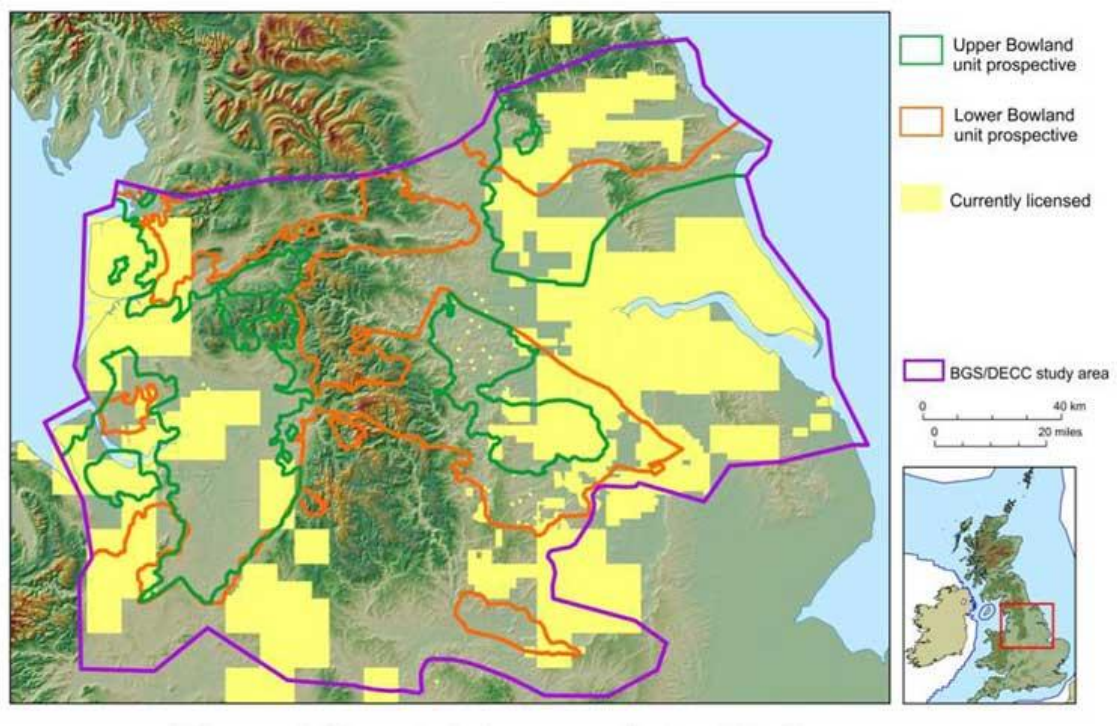 Upper Bowland
unit prospective
Lower Bowland
unit prospective
Currently licensed
BGS/DECC study area
0 40 km
0 20 miles